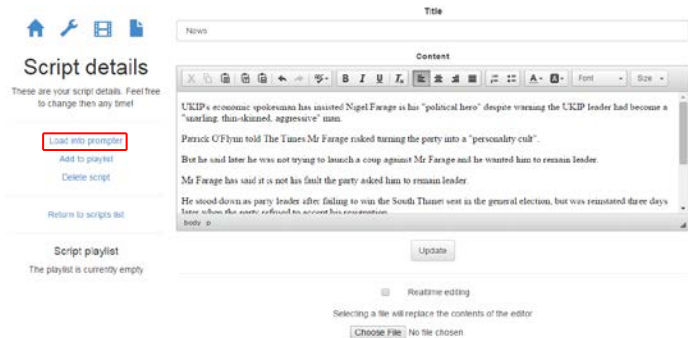 Script details
These are your script details. Feel free
to change then any time!
Load into prompter
Add to playlist
Delete script
Return to scripts list
Script playlist
The playlist is currently empty
Title
News
Content
B I U Tx
A A Font Size
UKIP's economic spokesman has insisted Nigel Farage is his "political hero" despite warning the UKIP leader had become a
"snarling, thin-skinned, aggressive" man.
Patrick O'Flynn told The Times Mr Farage risked turning the party into a "personality cult".
But he said later he was not trying to launch a coup against Mr Farage and he wanted him to remain leader.
Mr Farage has said it is not his fault the party asked him to remain leader.
He stood down as party leader after failing to win the South Thanet seat in the general election, but was reinstated three days
later when the party refused to accept his resignation
body p
Update
Realtime editing
Selecting a file will replace the contents of the editor
Choose File No file chosen